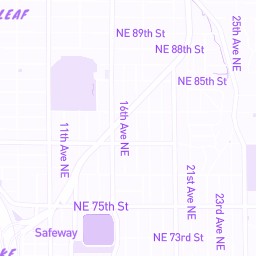 LEAF
NE 89th St
NE 88th St
25th Ave NE
NE 85th St
16th Ave NE
11th Ave NE
21st Ave NE
23rd Ave NE
NE 75th St
Safeway
NE 73rd St
KE